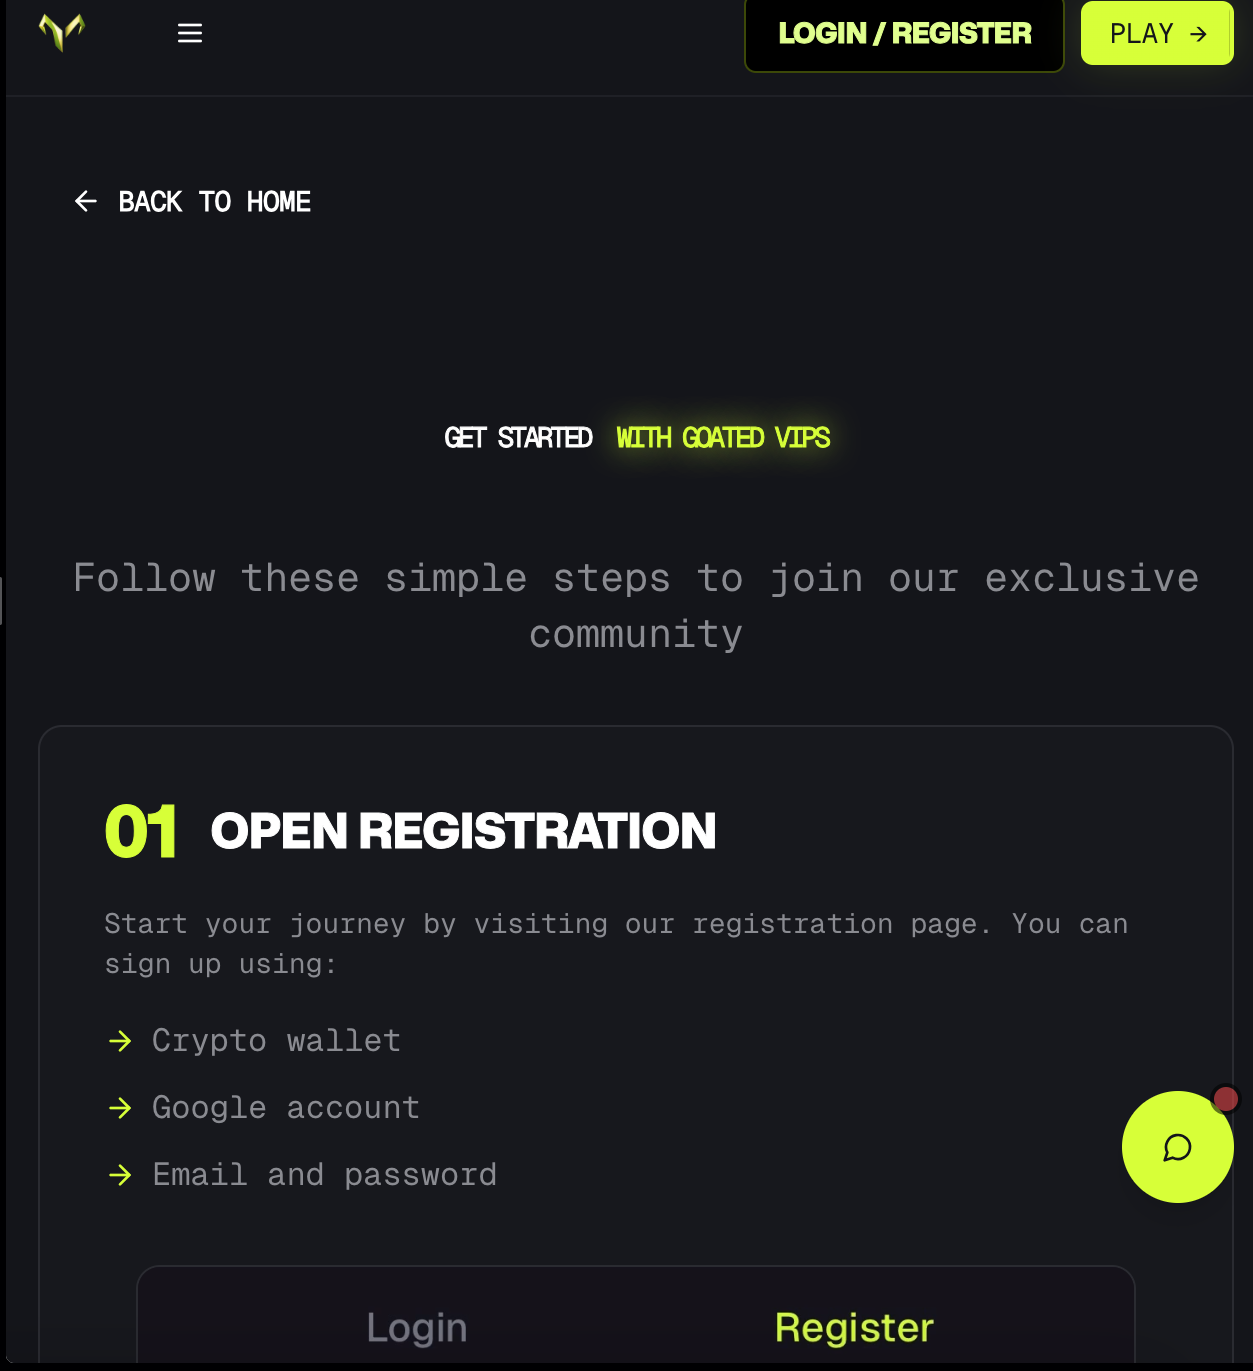 LOGIN / REGISTER
PLAY →
← BACK TO HOME
GET STARTED WITH GOATED VIPS
Follow these simple steps to join our exclusive
community
01 OPEN REGISTRATION
Start your journey by visiting our registration page. You can
sign up using:
→ Crypto wallet
→ Google account
→ Email and password
Login Register